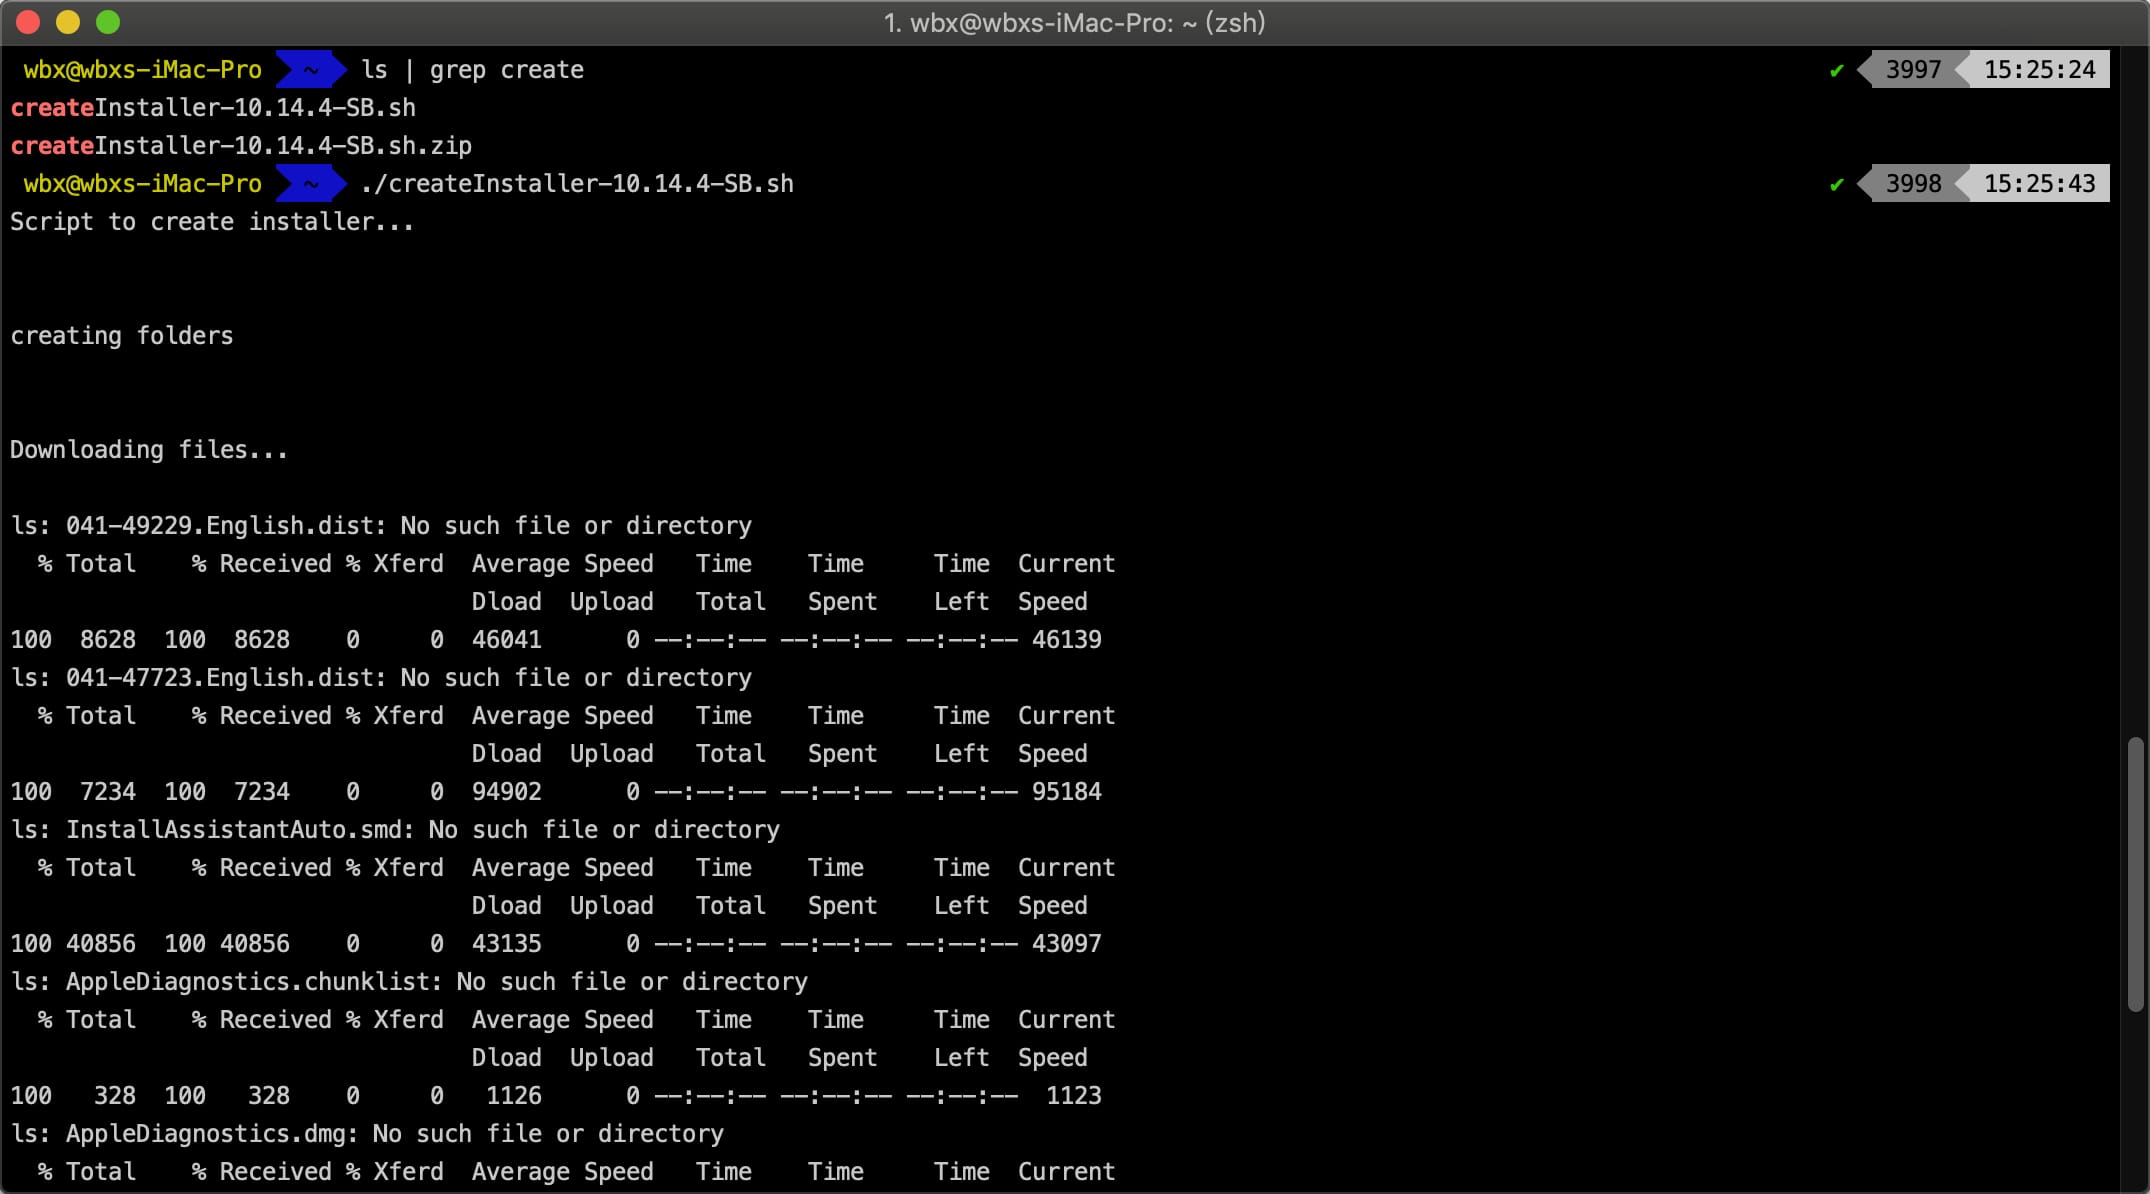 1. wbx@wbxs-iMac-Pro: ~ (zsh)
wbx@wbxs-iMac-Pro ~ ls | grep create ✔ 3997 15:25:24
createInstaller-10.14.4-SB.sh
createInstaller-10.14.4-SB.sh.zip
wbx@wbxs-iMac-Pro ~ ./createInstaller-10.14.4-SB.sh ✔ 3998 15:25:43
Script to create installer...
creating folders
Downloading files...
ls: 041-49229.English.dist: No such file or directory
% Total % Received % Xferd Average Speed Time Time Time Current
Dload Upload Total Spent Left Speed
100 8628 100 8628 0 0 46041 0 --:--:-- --:--:-- --:--:-- 46139
ls: 041-47723.English.dist: No such file or directory
% Total % Received % Xferd Average Speed Time Time Time Current
Dload Upload Total Spent Left Speed
100 7234 100 7234 0 0 94902 0 --:--:-- --:--:-- --:--:-- 95184
ls: InstallAssistantAuto.smd: No such file or directory
% Total % Received % Xferd Average Speed Time Time Time Current
Dload Upload Total Spent Left Speed
100 40856 100 40856 0 0 43135 0 --:--:-- --:--:-- --:--:-- 43097
ls: AppleDiagnostics.chunklist: No such file or directory
% Total % Received % Xferd Average Speed Time Time Time Current
Dload Upload Total Spent Left Speed
100 328 100 328 0 0 1126 0 --:--:-- --:--:-- --:--:-- 1123
ls: AppleDiagnostics.dmg: No such file or directory
% Total % Received % Xferd Average Speed Time Time Time Current